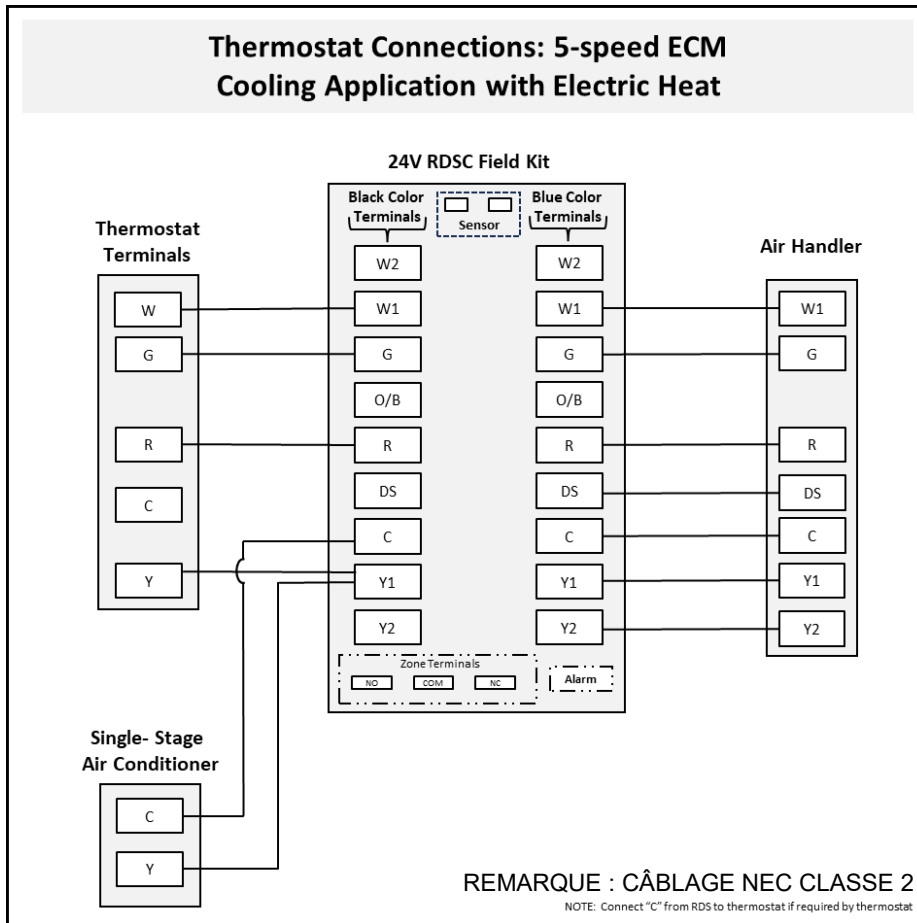 Thermostat Connections: 5-speed ECM
Cooling Application with Electric Heat
24V RDSC Field Kit
Black Color
Terminals
Sensor
Blue Color
Terminals
Thermostat
Terminals
Air Handler
W
G
R
C
Y
W2
W1
G
O/B
R
DS
C
Y1
Y2
W2
W1
G
O/B
R
DS
C
Y1
Y2
W1
G
R
DS
C
Y1
Y2
Zone Terminals
NO
COM
NC
Alarm
Single- Stage
Air Conditioner
C
Y
REMARQUE : CÂBLAGE NEC CLASSE 2
NOTE: Connect “C” from RDS to thermostat if required by thermostat